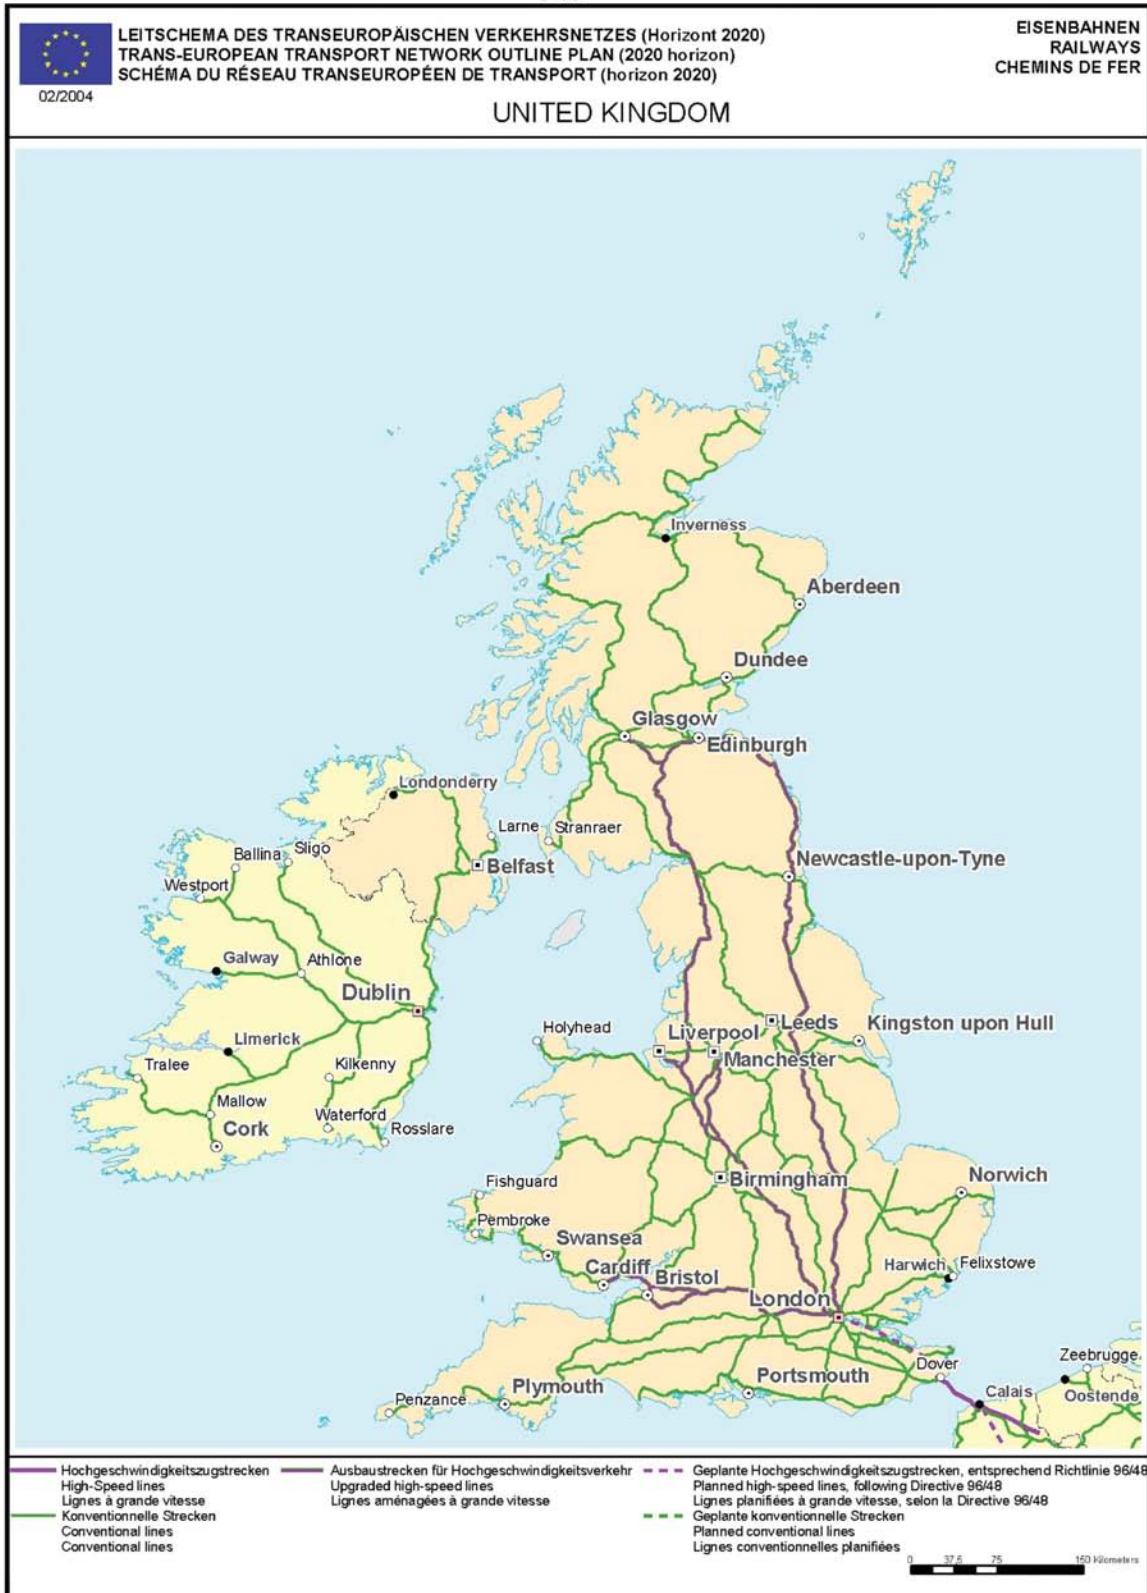 LEITSCHEMA DES TRANSEUROPÄISCHEN VERKEHRSNETZES (Horizont 2020)
TRANS-EUROPEAN TRANSPORT NETWORK OUTLINE PLAN (2020 horizon)
SCHÉMA DU RÉSEAU TRANSEUROPÉEN DE TRANSPORT (horizon 2020)
EISENBAHNEN
RAILWAYS
CHEMINS DE FER
02/2004
UNITED KINGDOM
Inverness
Aberdeen
Dundee
Glasgow
Edinburgh
Londonderry
Larne
Stranraer
Ballina
Sligo
Belfast
Newcastle-upon-Tyne
Westport
Galway
Athlone
Dublin
Leeds
Kingston upon Hull
Holyhead
Liverpool
Manchester
Limerick
Tralee
Kilkenny
Mallow
Waterford
Cork
Rosslare
Birmingham
Norwich
Fishguard
Pembroke
Swansea
Cardiff
Bristol
London
Harwich
Felixstowe
Dover
Zeebrugge
Portsmouth
Plymouth
Penzance
Calais
Oostende
Hochgeschwindigkeitszugstrecken
High-Speed lines
Lignes à grande vitesse
Konventionnelle Strecken
Conventional lines
Conventional lines
Ausbaustrecken für Hochgeschwindigkeitsverkehr
Upgraded high-speed lines
Lignes aménagées à grande vitesse
Geplante Hochgeschwindigkeitszugstrecken, entsprechend Richtlinie 96/48
Planned high-speed lines, following Directive 96/48
Lignes planifiées à grande vitesse, selon la Directive 96/48
Geplante konventionelle Strecken
Planned conventional lines
Lignes conventionnelles planifiées
0 37,5 75 150 Kilometers